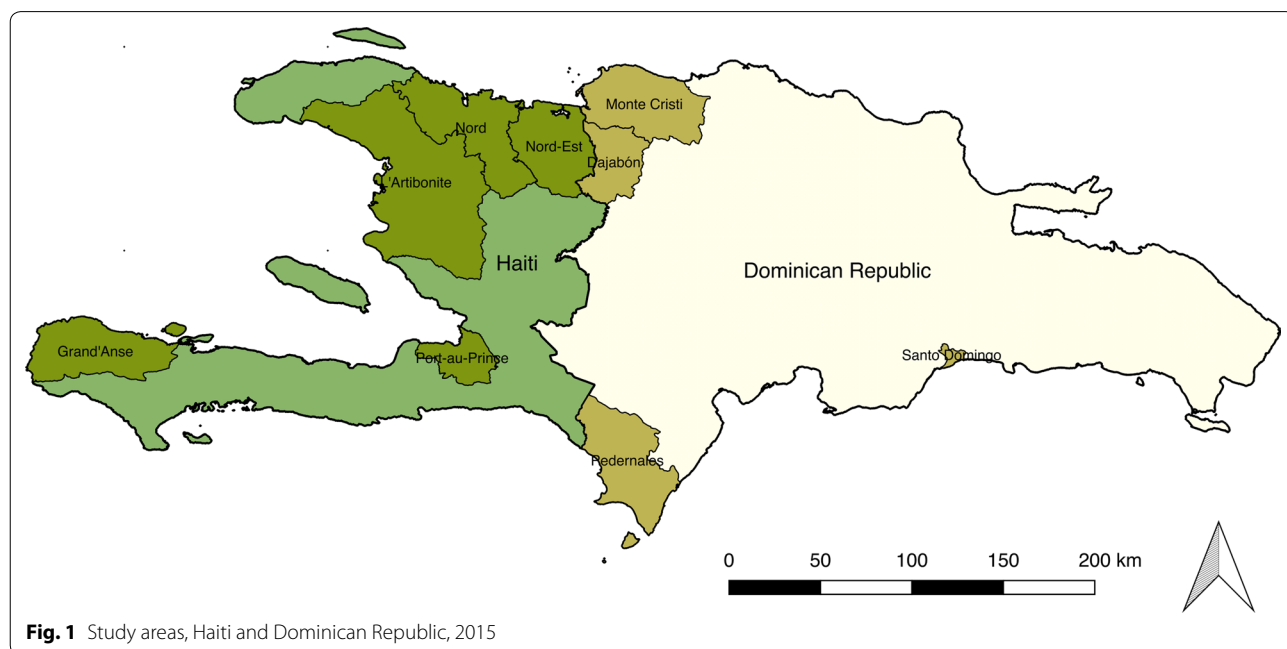 Monte Cristi
Nord
Nord-Est
Dajabón
L'Artibonite
Haiti
Dominican Republic
Grand'Anse
Port-au-Prince
Santo Domingo
Pedernales
0 50 100 150 200 km
Fig. 1 Study areas, Haiti and Dominican Republic, 2015